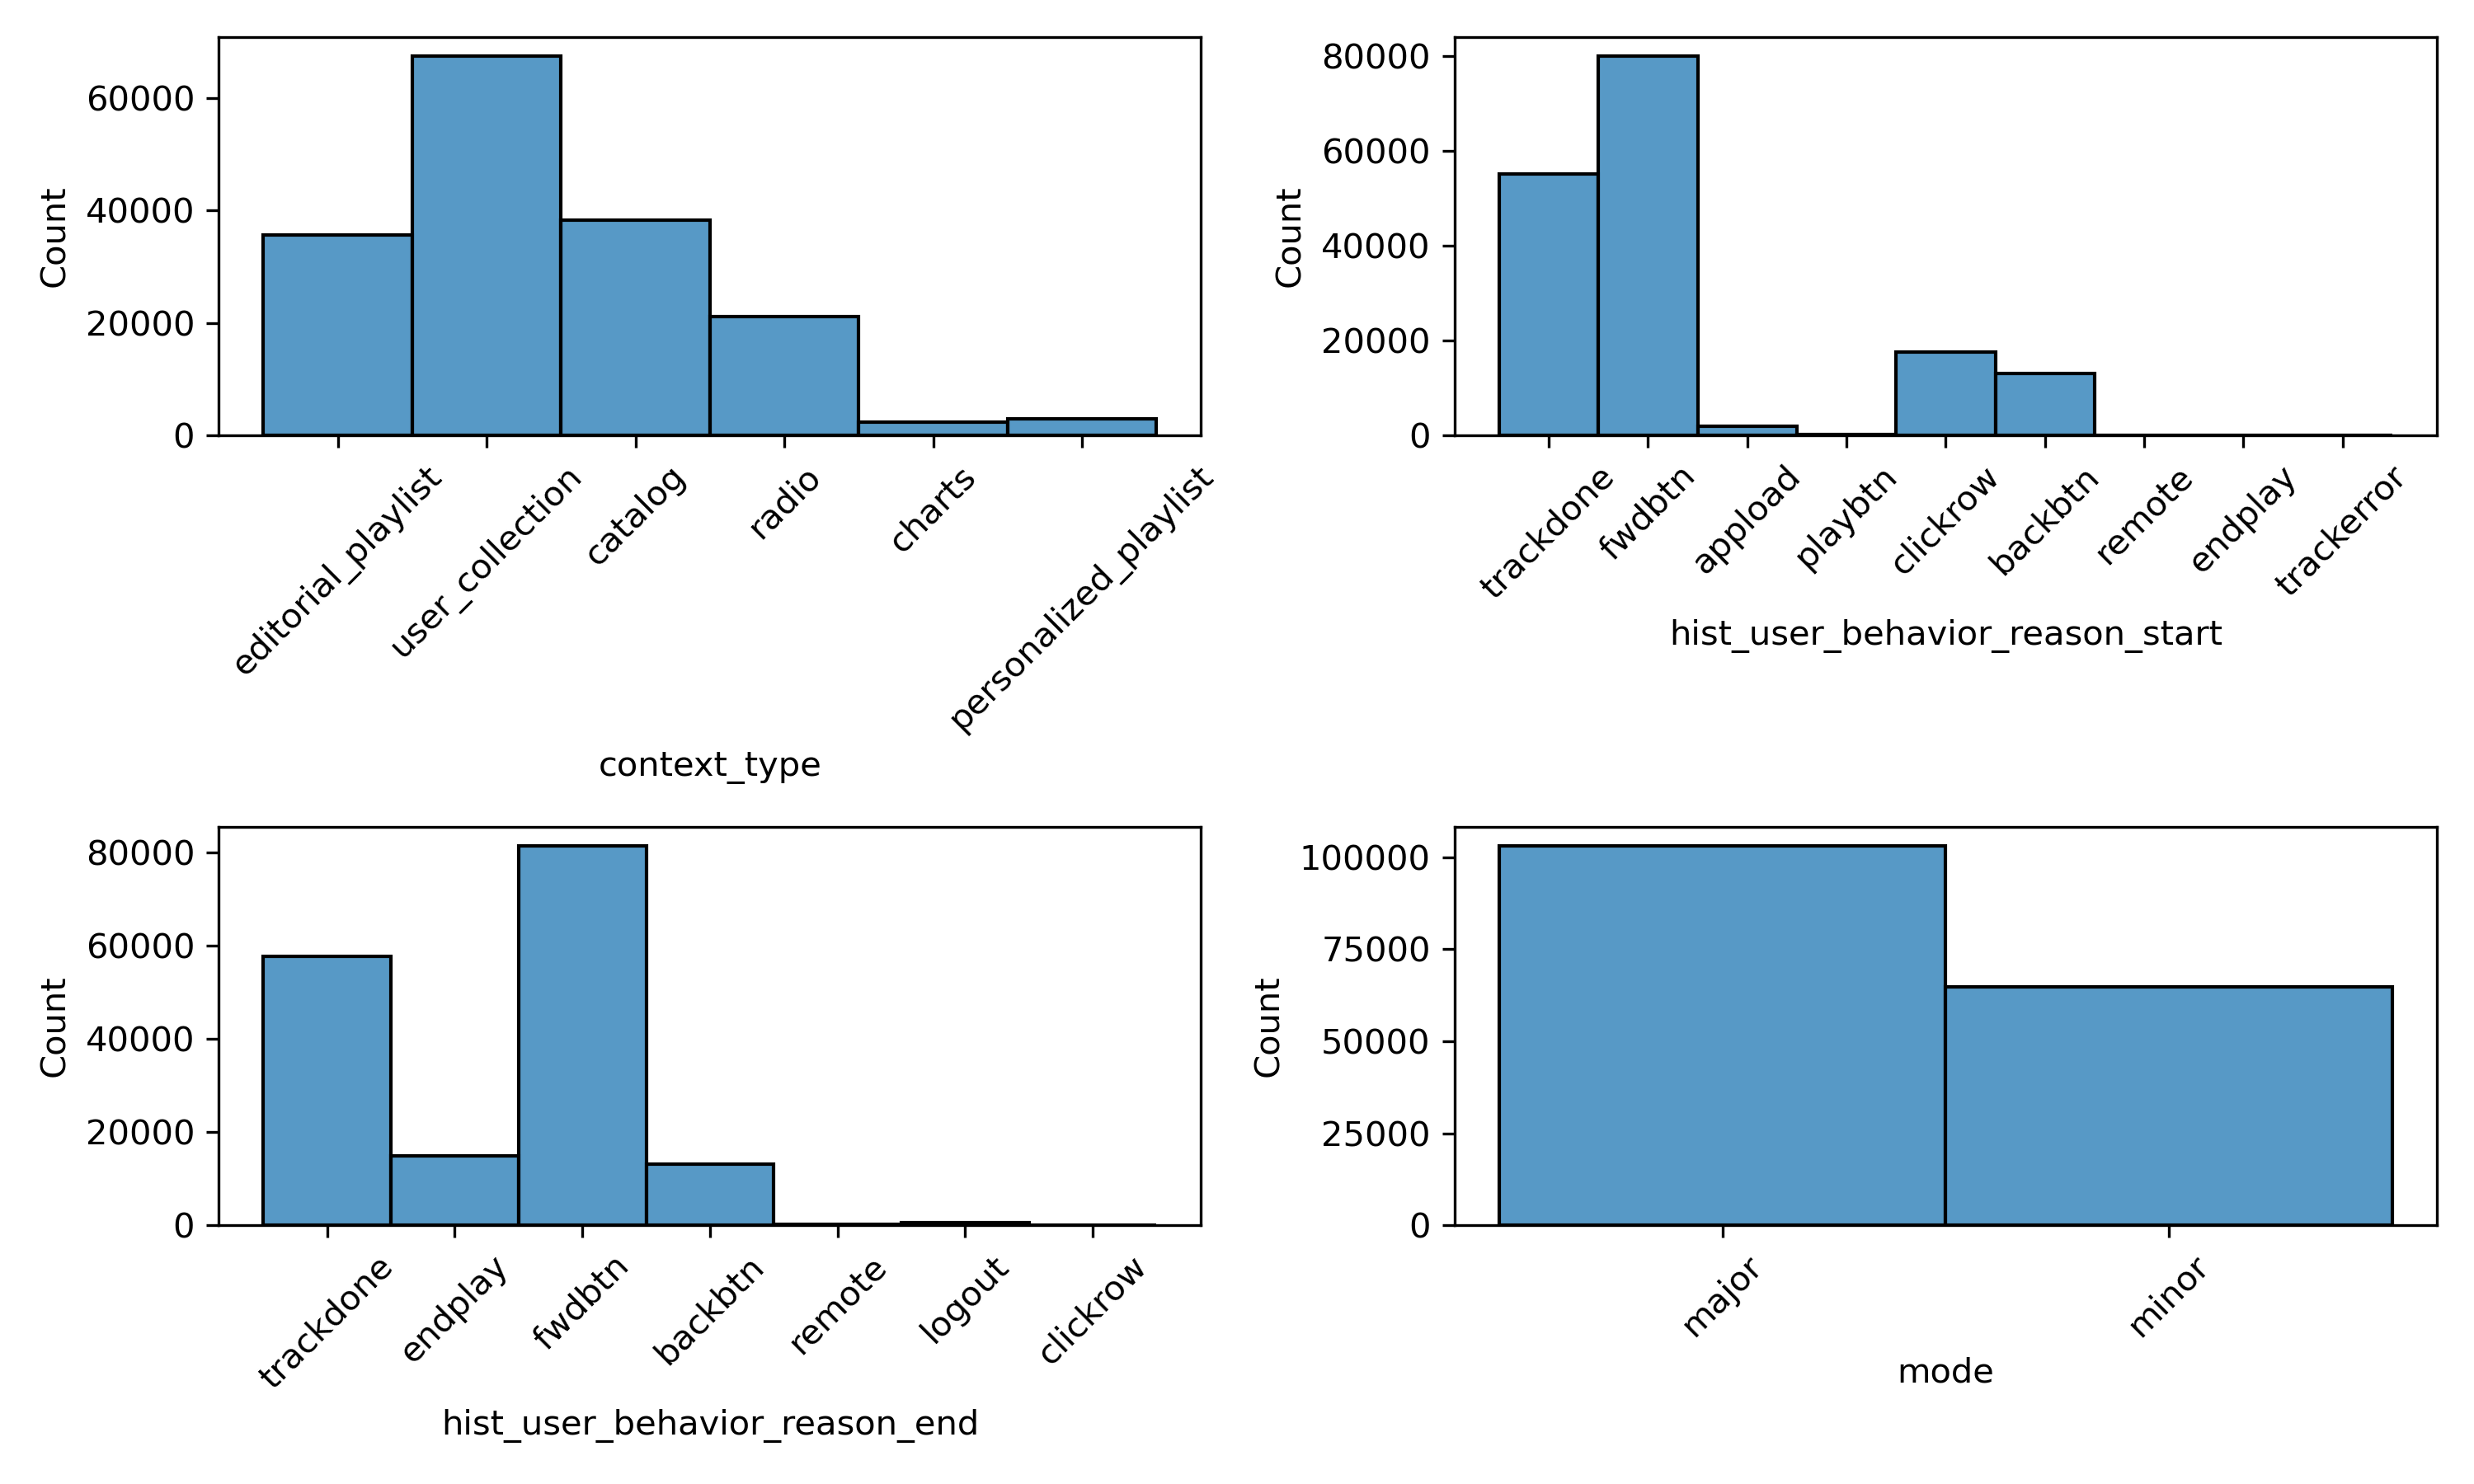 Count
60000
40000
20000
0
editorial_playlist
user_collection
catalog
radio
charts
personalized_playlist
context_type
Count
80000
60000
40000
20000
0
trackdone
fwdbtn
appload
playbtn
clickrow
backbtn
remote
endplay
trackerror
hist_user_behavior_reason_start
Count
80000
60000
40000
20000
0
trackdone
endplay
fwdbtn
backbtn
remote
logout
clickrow
hist_user_behavior_reason_end
Count
100000
75000
50000
25000
0
major
minor
mode